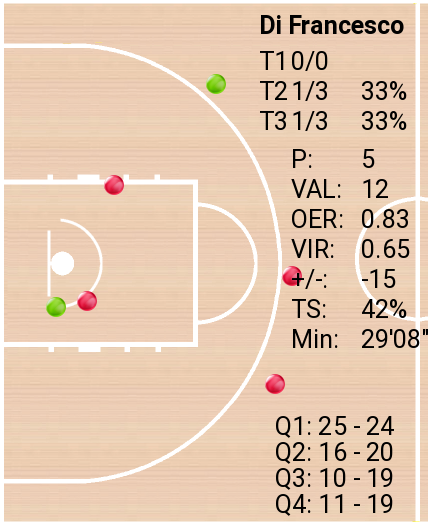 Di Francesco
T1 0/0
T2 1/3 33%
T3 1/3 33%
P: 5
VAL: 12
OER: 0.83
VIR: 0.65
+/-: -15
TS: 42%
Min: 29'08"
Q1: 25 - 24
Q2: 16 - 20
Q3: 10 - 19
Q4: 11 - 19